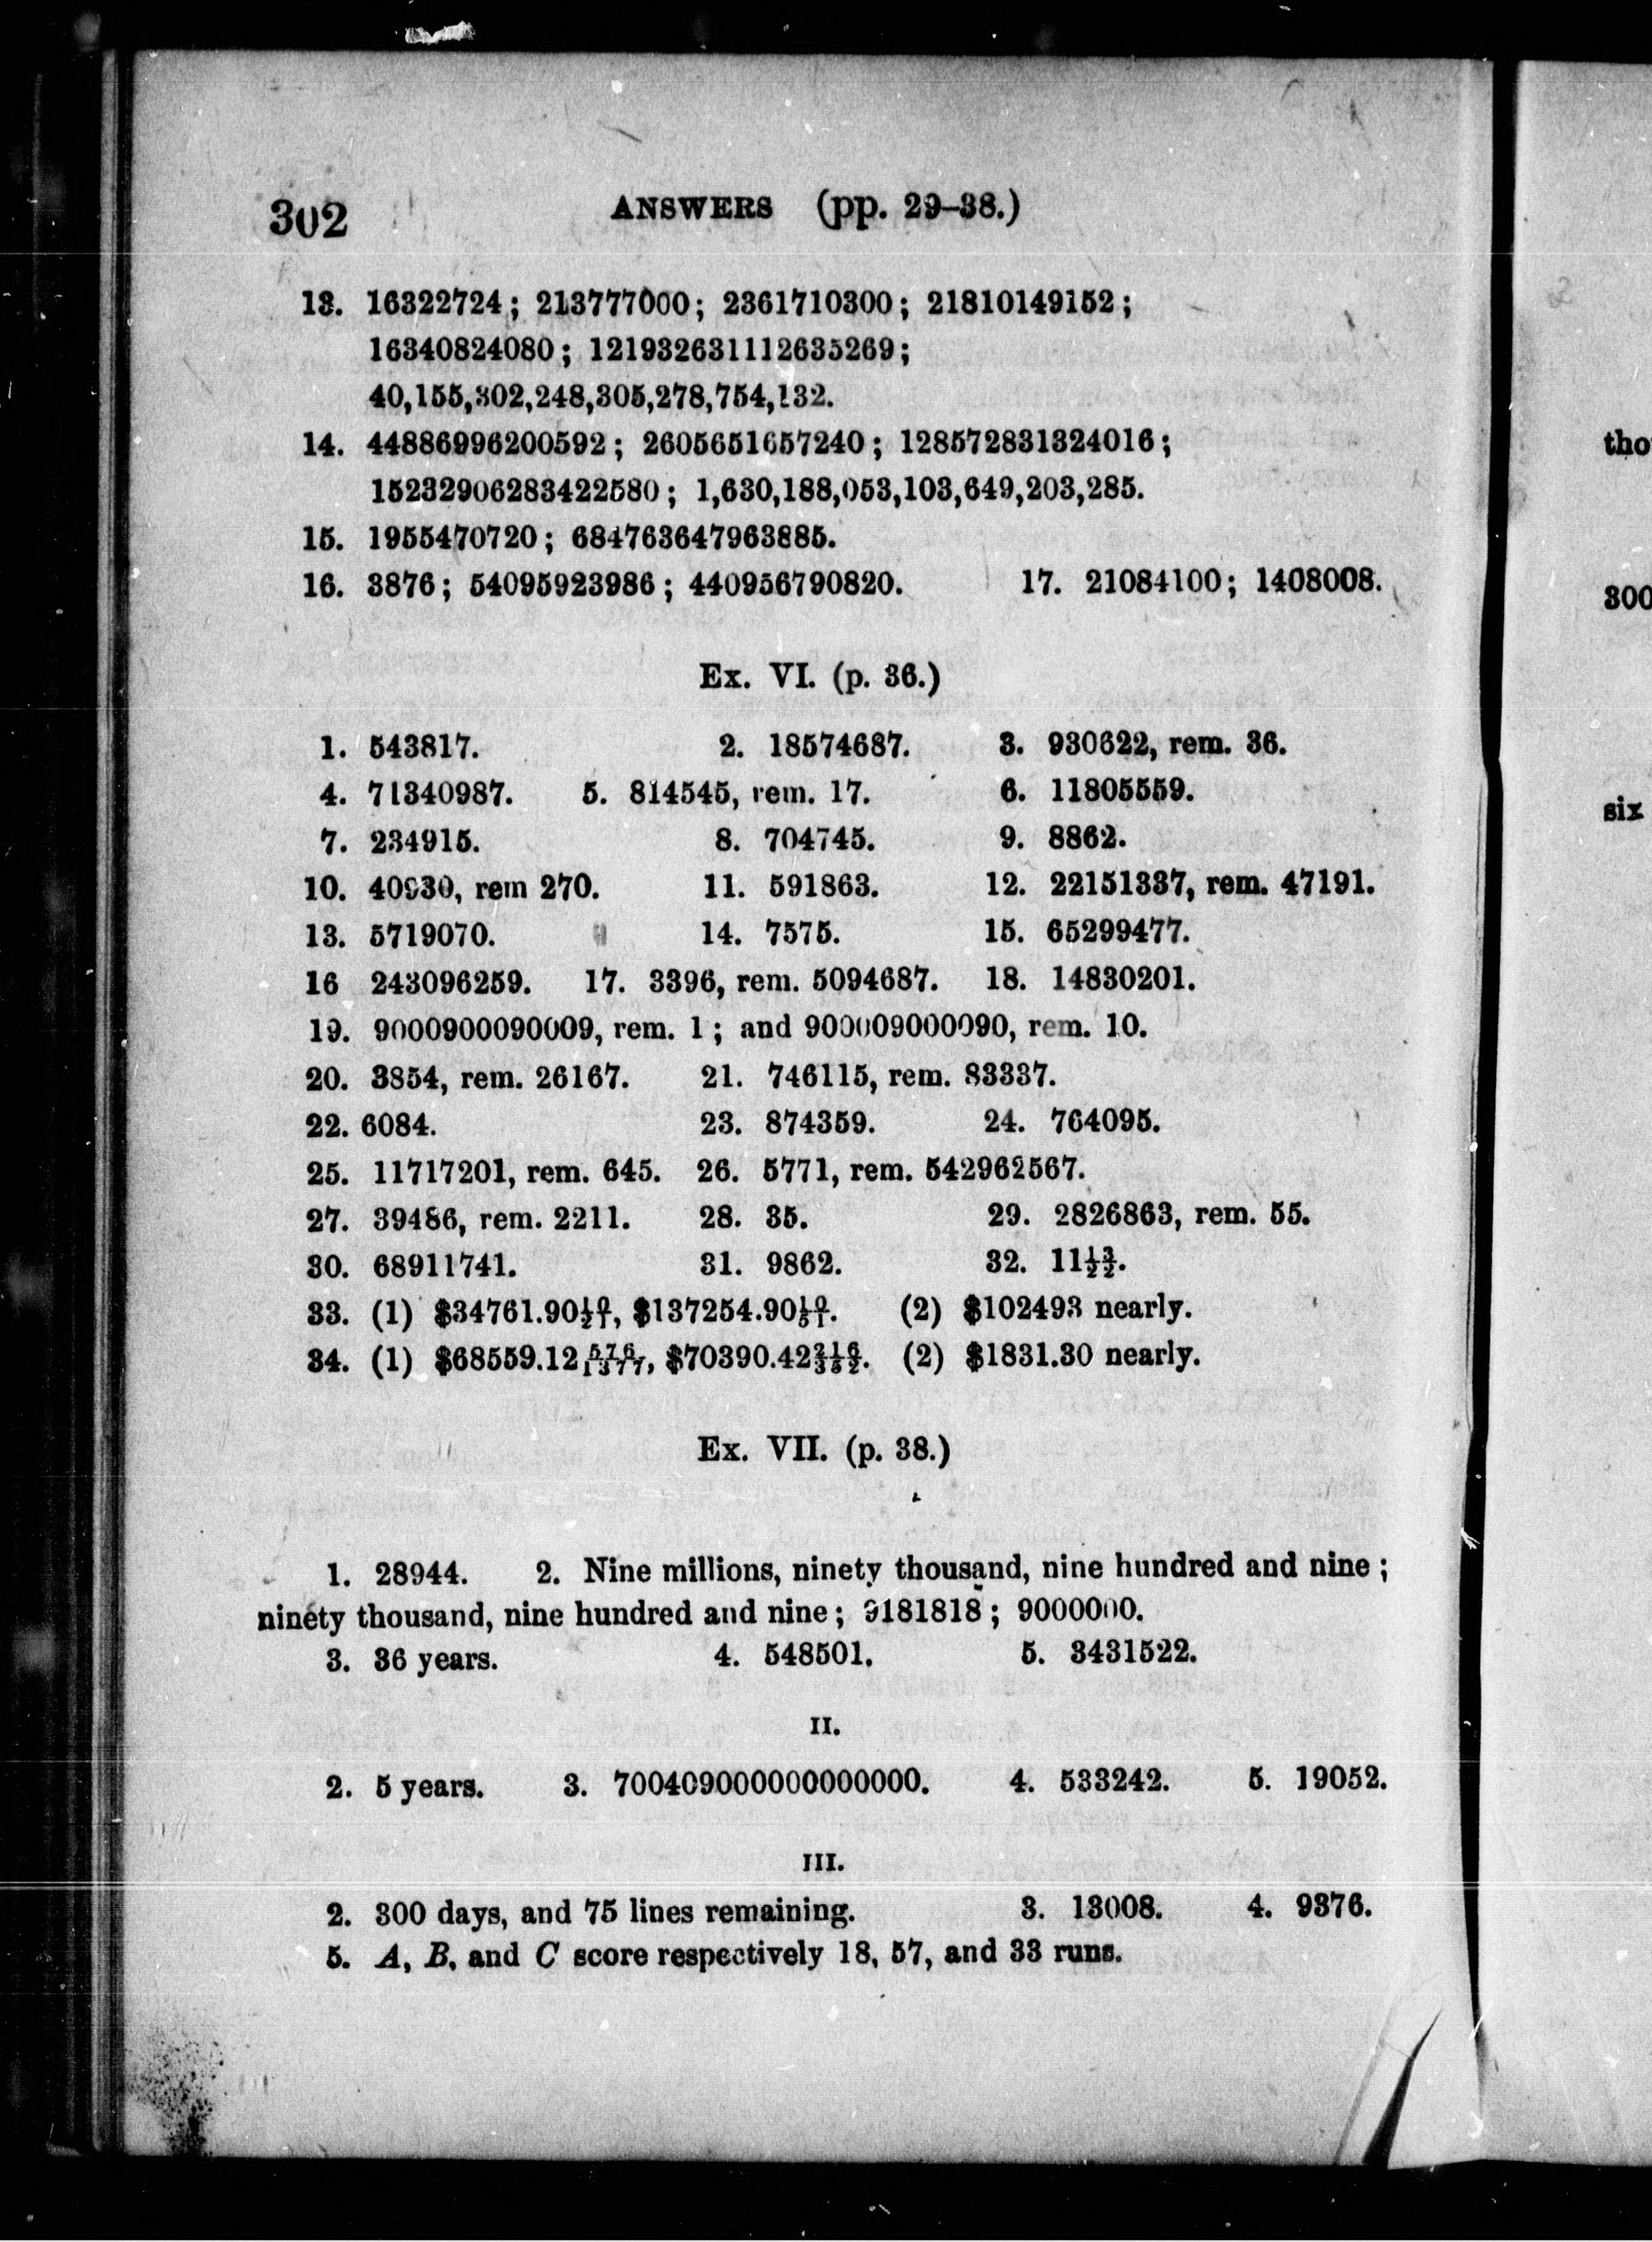 302 ANSWERS (pp. 29–38.)
13. 16322724; 213777000; 2361710300; 21810149152;
16340824080; 121932631112635269;
40,155,302,248,305,278,754,132.
14. 44886996200592; 2605651657240; 128572831324016;
15232906283422580; 1,630,188,053,103,649,203,285.
15. 1955470720; 684763647963885.
16. 3876; 54095923986; 440956790820. 17. 21084100; 1408008.
Ex. VI. (p. 36.)
1. 543817. 2. 18574687. 3. 930622, rem. 36.
4. 71340987. 5. 814545, rem. 17. 6. 11805559.
7. 234915. 8. 704745. 9. 8862.
10. 40930, rem 270. 11. 591863. 12. 22151337, rem. 47191.
13. 5719070. 14. 7575. 15. 65299477.
16 243096259. 17. 3396, rem. 5094687. 18. 14830201.
19. 9000900090009, rem. 1; and 900009000090, rem. 10.
20. 3854, rem. 26167. 21. 746115, rem. 83337.
22. 6084. 23. 874359. 24. 764095.
25. 11717201, rem. 645. 26. 5771, rem. 542962567.
27. 39486, rem. 2211. 28. 35. 29. 2826863, rem. 55.
30. 68911741. 31. 9862. 32. 11 13/22.
33. (1) $34761.90 10/21, $137254.90 10/51. (2) $102493 nearly.
34. (1) $68559.12 576/1377, $70390.42 216/352. (2) $1831.30 nearly.
Ex. VII. (p. 38.)
1. 28944. 2. Nine millions, ninety thousand, nine hundred and nine;
ninety thousand, nine hundred and nine; 9181818; 9000000.
3. 36 years. 4. 548501. 5. 3431522.
II.
2. 5 years. 3. 700409000000000000. 4. 533242. 5. 19052.
III.
2. 300 days, and 75 lines remaining. 3. 13008. 4. 9376.
5. A, B, and C score respectively 18, 57, and 33 runs.
tho
300
six